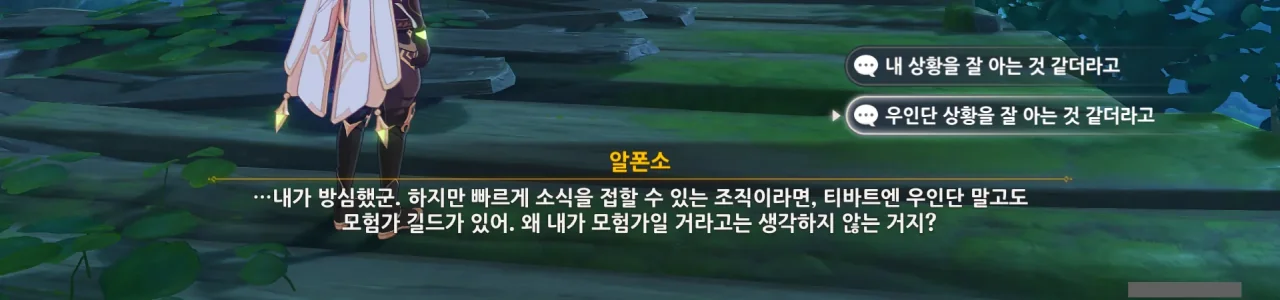 내 상황을 잘 아는 것 같더라고
우인단 상황을 잘 아는 것 같더라고
알폰소
…내가 방심했군. 하지만 빠르게 소식을 접할 수 있는 조직이라면, 티바트엔 우인단 말고도
모험가 길드가 있어. 왜 내가 모험가일 거라고는 생각하지 않는 거지?